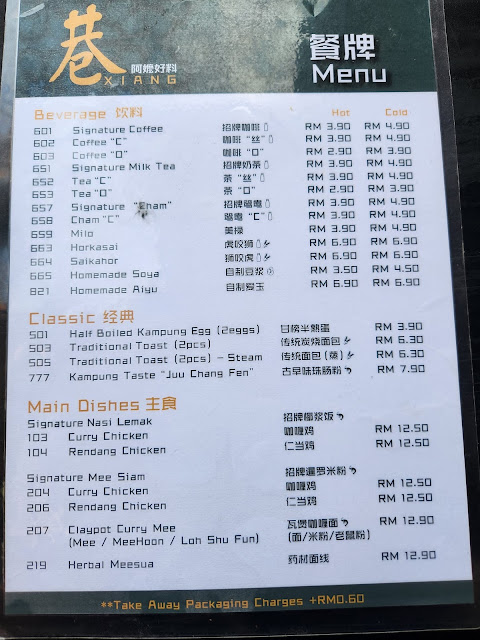 巷
XIANG
阿嬷好料
餐牌
Menu
Beverage 饮料 Hot Cold
601 Signature Coffee 招牌咖啡 RM 3.90 RM 4.90
602 Coffee "C" 咖啡 "丝" RM 3.90 RM 4.90
603 Coffee "O" 咖啡 "O" RM 2.90 RM 3.90
651 Signature Milk Tea 招牌奶茶 RM 3.90 RM 4.90
652 Tea "C" 茶 "丝" RM 3.90 RM 4.90
653 Tea "O" 茶 "O" RM 2.90 RM 3.90
657 Signature "Cham" 招牌 RM 3.90 RM 4.90
658 Cham "C" "C" RM 3.90 RM 4.90
659 Milo 美禄 RM 3.90 RM 4.90
663 Horkasai 虎咬狮 RM 6.90 RM 6.90
664 Saikahor 狮咬虎 RM 6.90 RM 6.90
665 Homemade Soya 自制豆浆 RM 3.50 RM 4.50
821 Homemade Aiyu 自制爱玉 RM 6.90 RM 6.90
Classic 经典
501 Half Boiled Kampung Egg (2eggs) 甘榜半熟蛋 RM 3.90
503 Traditional Toast (2pcs) 传统炭烧面包 RM 6.30
505 Traditional Toast (2pcs) - Steam 传统面包 (蒸) RM 6.30
777 Kampung Taste "Juu Chang Fen" 古早味珠肠粉 RM 7.90
Main Dishes 主食
Signature Nasi Lemak 招牌椰浆饭
103 Curry Chicken 咖喱鸡 RM 12.50
104 Rendang Chicken 仁当鸡 RM 12.50
Signature Mee Siam 招牌暹罗米粉
204 Curry Chicken 咖喱鸡 RM 12.50
206 Rendang Chicken 仁当鸡 RM 12.50
207 Claypot Curry Mee 瓦煲咖喱面 RM 12.90
(Mee / MeeHoon / Loh Shu Fun) (面/米粉/老鼠粉)
219 Herbal Meesua 药材面线 RM 12.90
**Take Away Packaging Charges +RM0.60